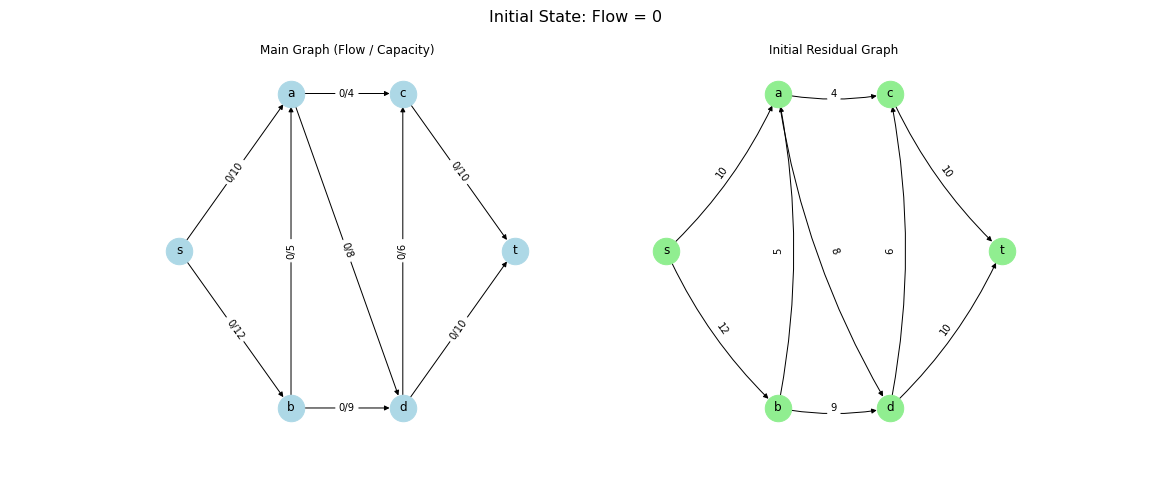 Initial State: Flow = 0
Main Graph (Flow / Capacity)
a
0/4
c
0/10
0/10
s
0/5
0/8
0/6
t
0/12
0/10
b
0/9
d
Initial Residual Graph
a
4
c
10
10
s
5
8
6
t
12
10
b
9
d